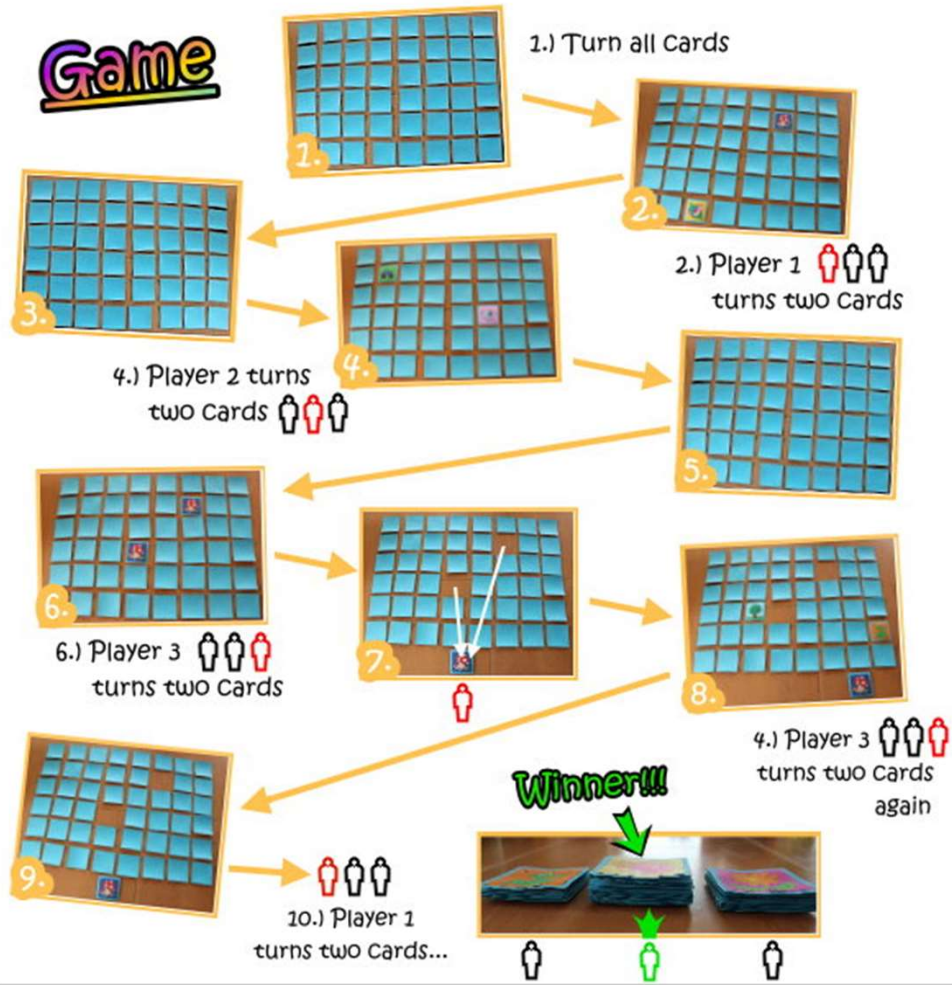 Game
1.) Turn all cards
1.
2.
2.) Player 1
turns two cards
3.
4.
4.) Player 2 turns
two cards
5.
6.
6.) Player 3
turns two cards
7.
8.
4.) Player 3
turns two cards
again
9.
10.) Player 1
turns two cards...
Winner!!!